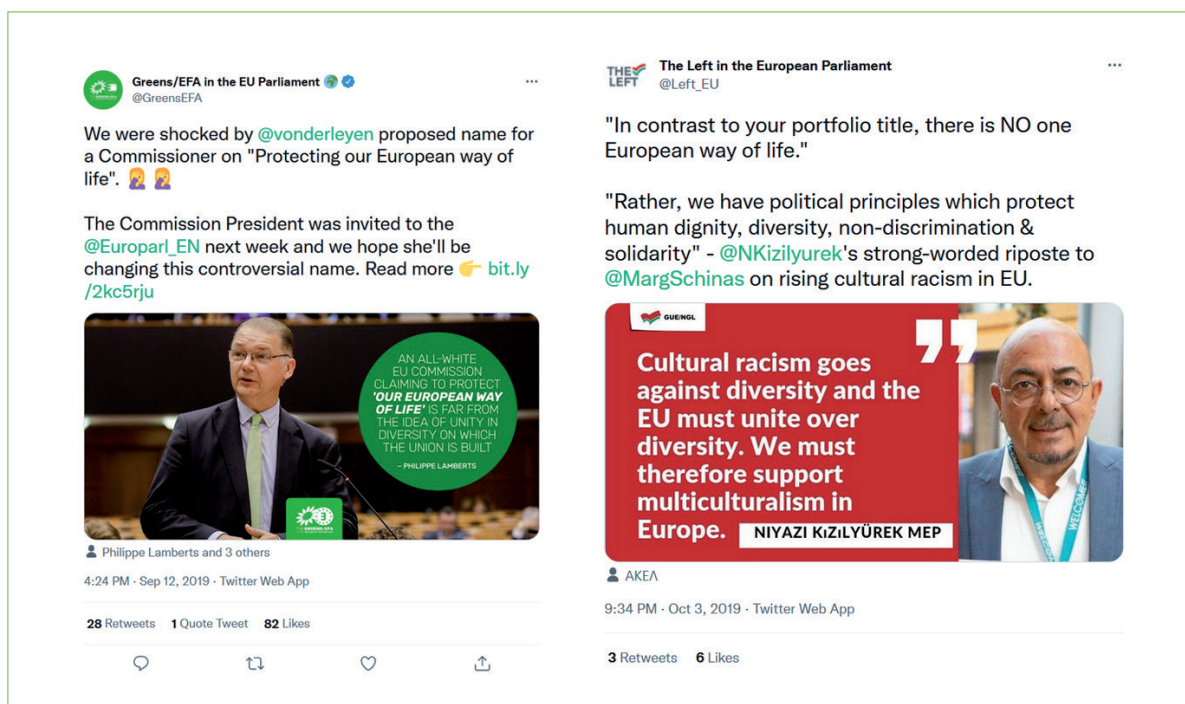 Greens/EFA in the EU Parliament
@GreensEFA
We were shocked by @vonderleyen proposed name for
a Commissioner on "Protecting our European way of
life".
The Commission President was invited to the
@Europarl_EN next week and we hope she'll be
changing this controversial name. Read more bit.ly
/2kc5rju
AN ALL-WHITE
EU COMMISSION
CLAIMING TO PROTECT
'OUR EUROPEAN WAY
OF LIFE' IS FAR FROM
THE IDEA OF UNITY IN
DIVERSITY ON WHICH
THE UNION IS BUILT
– PHILIPPE LAMBERTS
THE GREENS/EFA
Philippe Lamberts and 3 others
4:24 PM · Sep 12, 2019 · Twitter Web App
28 Retweets 1 Quote Tweet 82 Likes
THE LEFT
The Left in the European Parliament
@Left_EU
"In contrast to your portfolio title, there is NO one
European way of life."
"Rather, we have political principles which protect
human dignity, diversity, non-discrimination &
solidarity" - @NKizilyurek's strong-worded riposte to
@MargSchinas on rising cultural racism in EU.
GUE/NGL
Cultural racism goes
against diversity and the
EU must unite over
diversity. We must
therefore support
multiculturalism in
Europe.
NIYAZI KıZıLYÜREK MEP
WELCOME
ΑΚΕΛ
9:34 PM · Oct 3, 2019 · Twitter Web App
3 Retweets 6 Likes